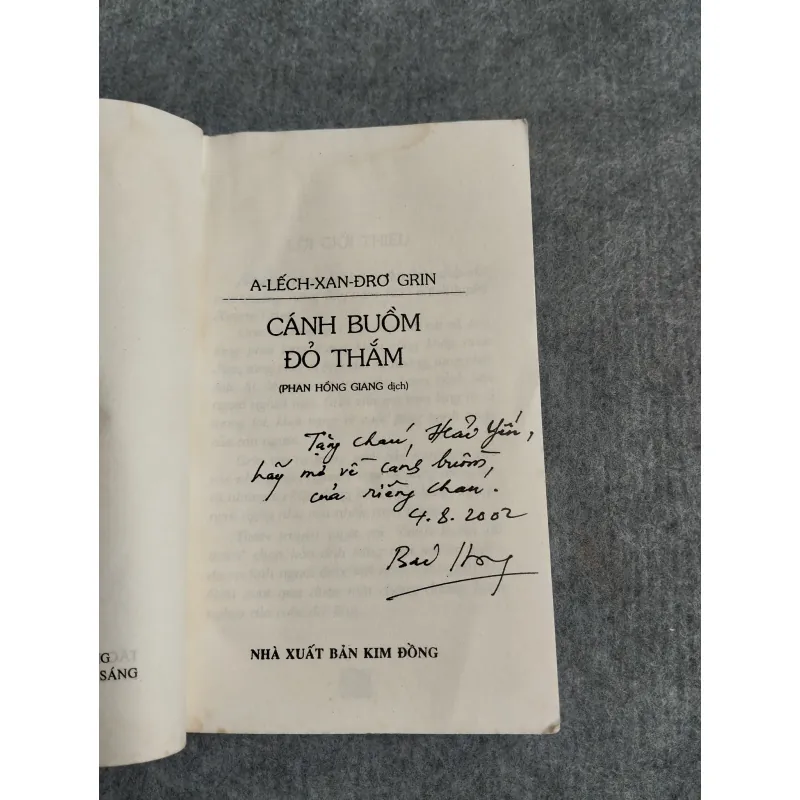 A-LẾCH-XAN-ĐRƠ GRIN
CÁNH BUỒM
ĐỎ THẮM
(PHAN HỒNG GIANG dịch)
Tặng cháu, Hải Yến,
hãy mơ về cánh buồm,
của riêng cháu.
4.8.2002
NHÀ XUẤT BẢN KIM ĐỒNG
G
SÁNG